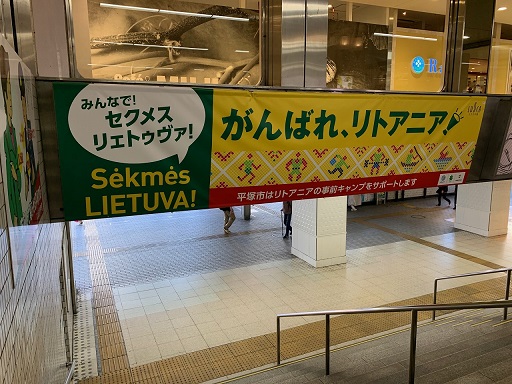 みんなで!
セクメス
リェトゥヴァ!
Sėkmės
LIETUVA!
がんばれ、リトアニア!
平塚市はリトアニアの事前キャンプをサポートします